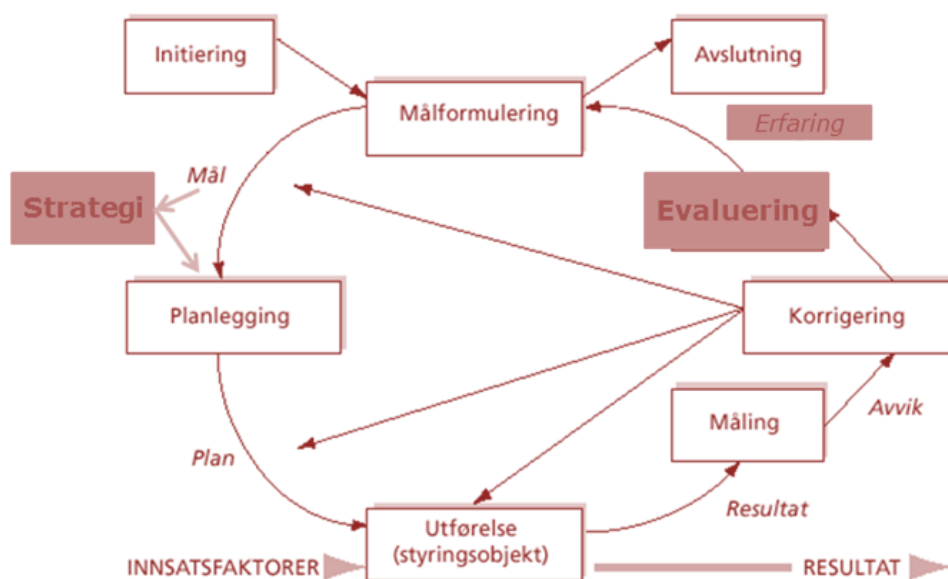 Initiering
Avslutning
Målformulering
Erfaring
Mål
Strategi
Evaluering
Planlegging
Korrigering
Avvik
Måling
Plan
Resultat
Utførelse
(styringsobjekt)
INNSATSFAKTORER
RESULTAT